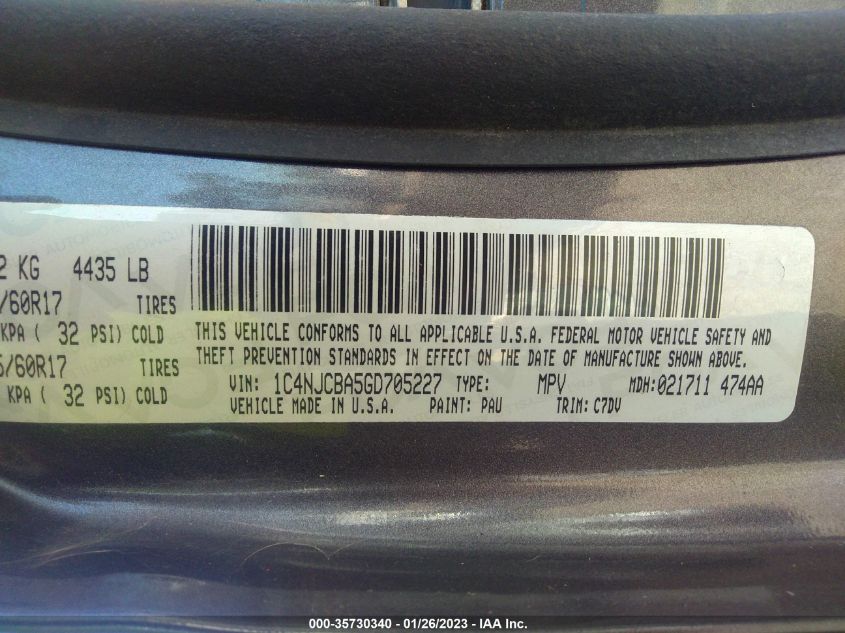 2 KG 4435 LB
/60R17 TIRES
KPA ( 32 PSI) COLD
5/60R17 TIRES
KPA ( 32 PSI) COLD
THIS VEHICLE CONFORMS TO ALL APPLICABLE U.S.A. FEDERAL MOTOR VEHICLE SAFETY AND
THEFT PREVENTION STANDARDS IN EFFECT ON THE DATE OF MANUFACTURE SHOWN ABOVE.
VIN: 1C4NJCBA5GD705227 TYPE: MPV MDH:021711 474AA
VEHICLE MADE IN U.S.A. PAINT: PAU TRIM: C7DV
000-35730340 - 01/26/2023 - © IAA Inc.